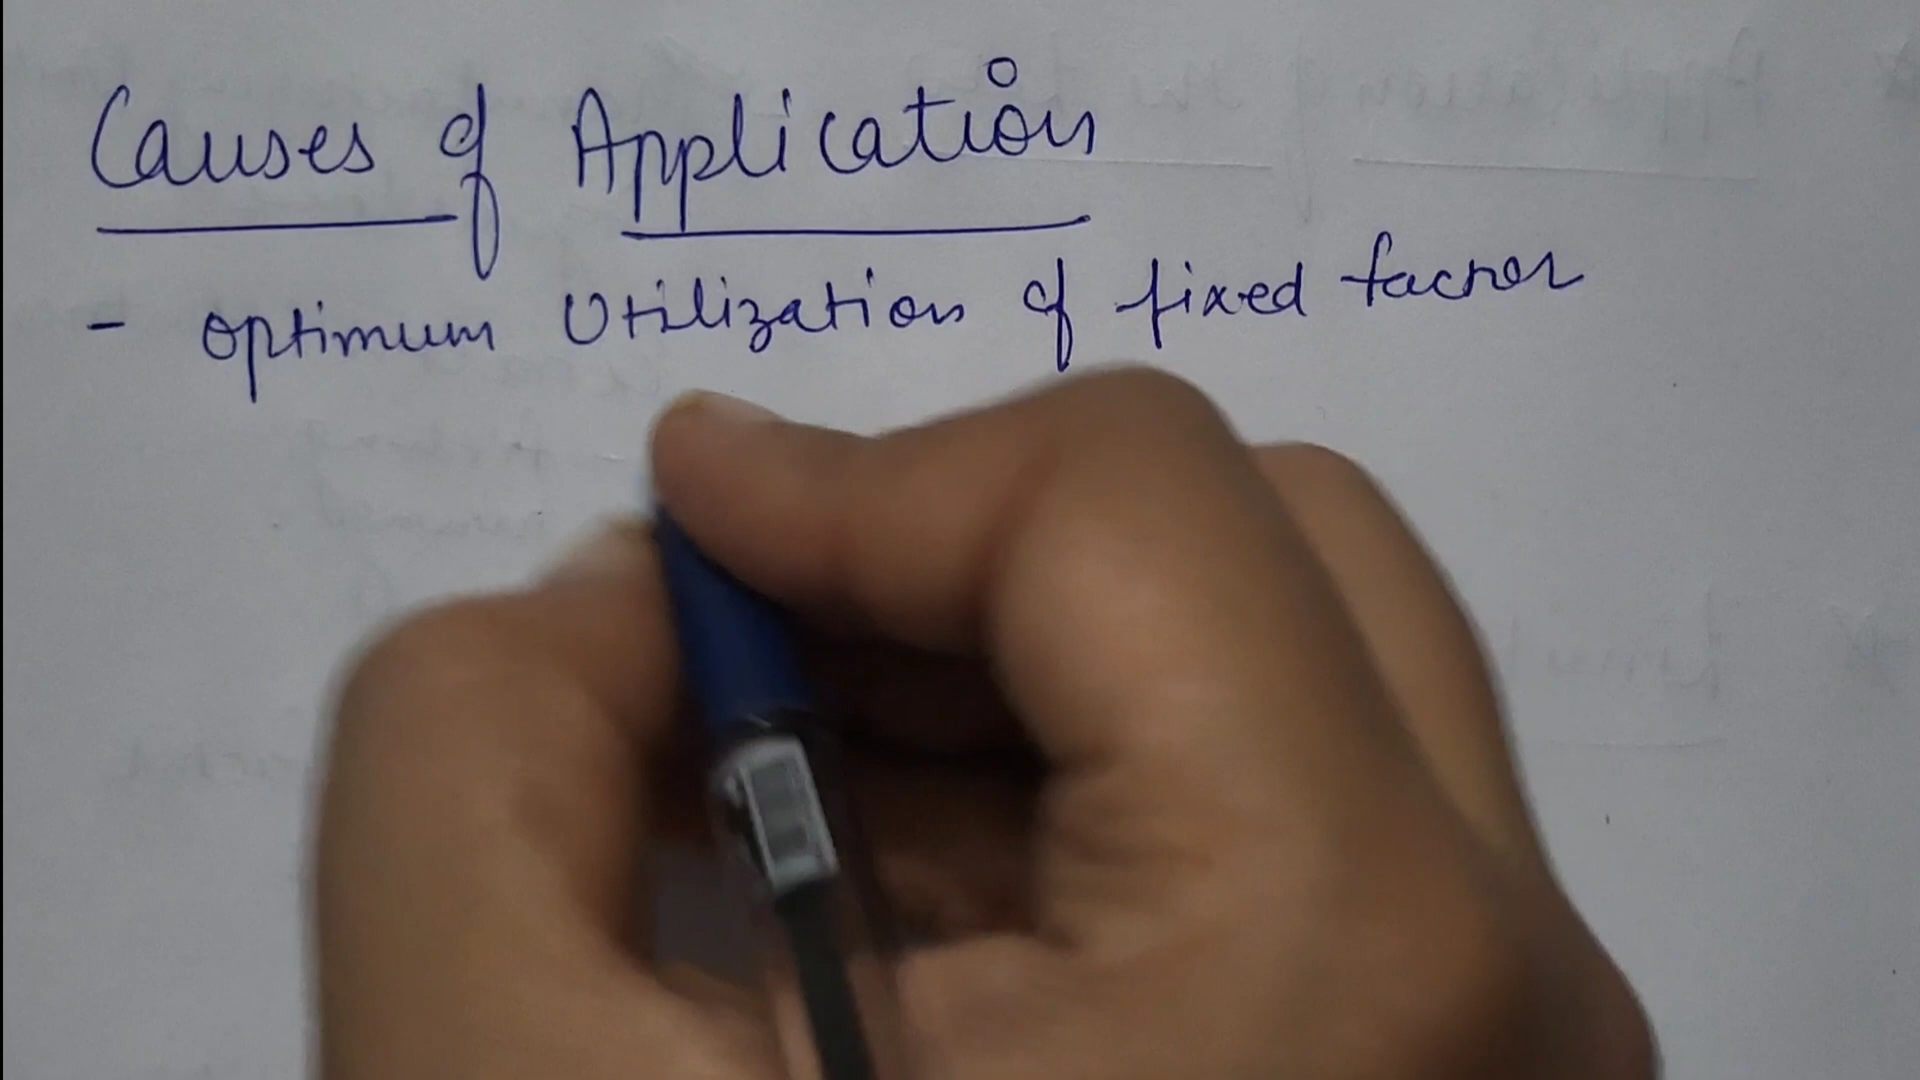 Causes of Application
- optimum Utilization of fixed factor